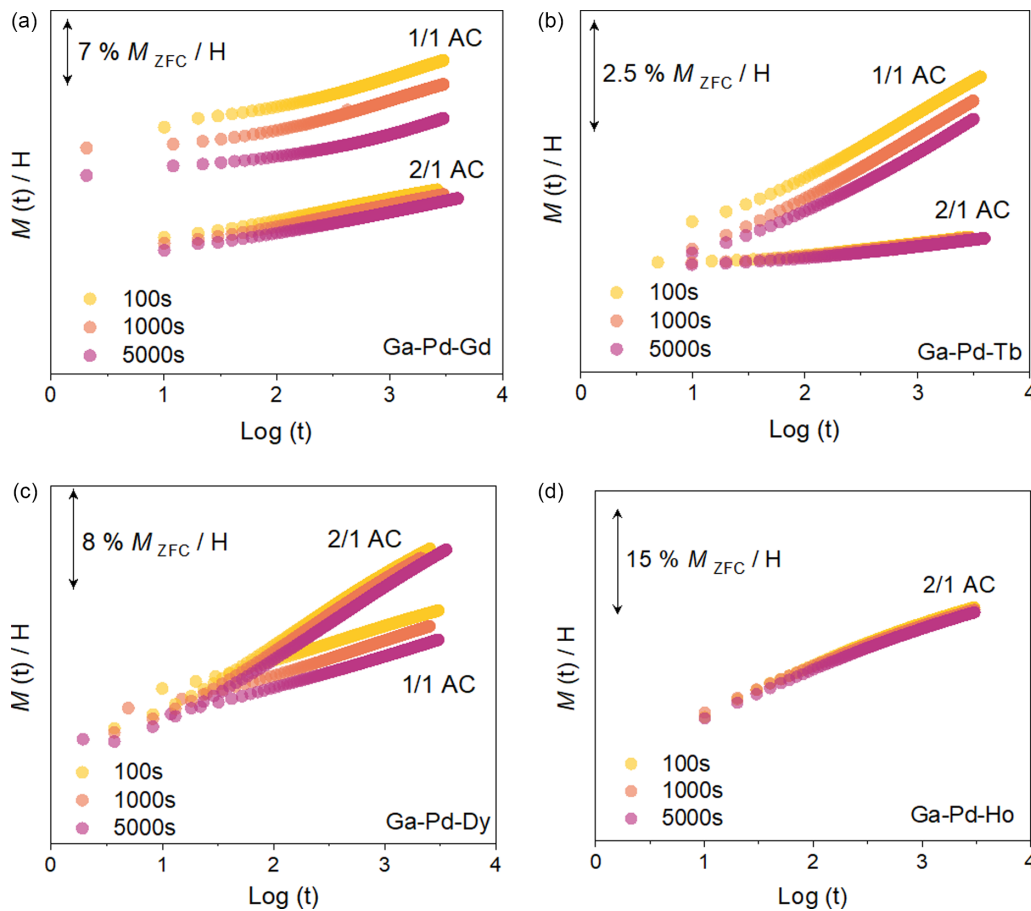 (a)
7 % M ZFC / H
1/1 AC
2/1 AC
100s
1000s
5000s
Ga-Pd-Gd
M (t) / H
0 1 2 3 4
Log (t)
(b)
2.5 % M ZFC / H
1/1 AC
2/1 AC
100s
1000s
5000s
Ga-Pd-Tb
M (t) / H
0 1 2 3 4
Log (t)
(c)
8 % M ZFC / H
2/1 AC
1/1 AC
100s
1000s
5000s
Ga-Pd-Dy
M (t) / H
0 1 2 3 4
Log (t)
(d)
15 % M ZFC / H
2/1 AC
100s
1000s
5000s
Ga-Pd-Ho
M (t) / H
0 1 2 3 4
Log (t)